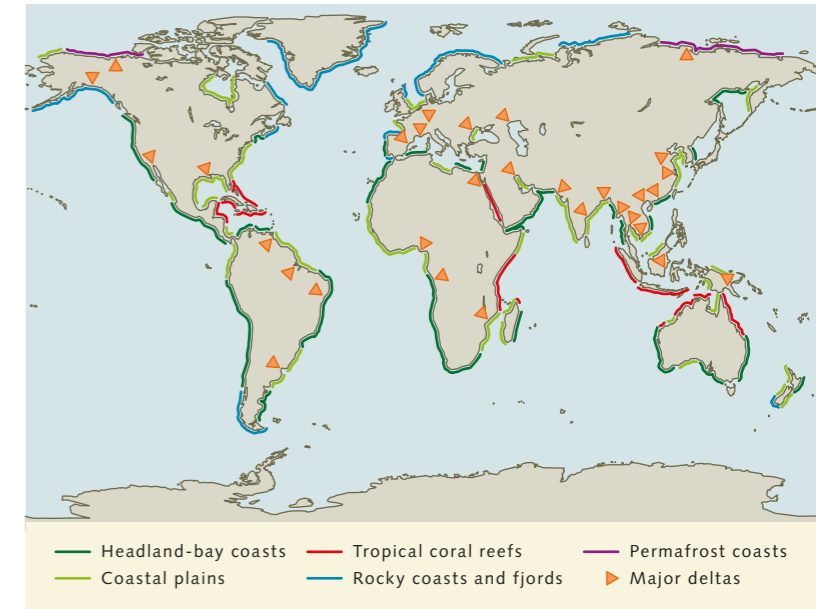 Headland-bay coasts Tropical coral reefs Permafrost coasts
Coastal plains Rocky coasts and fjords Major deltas